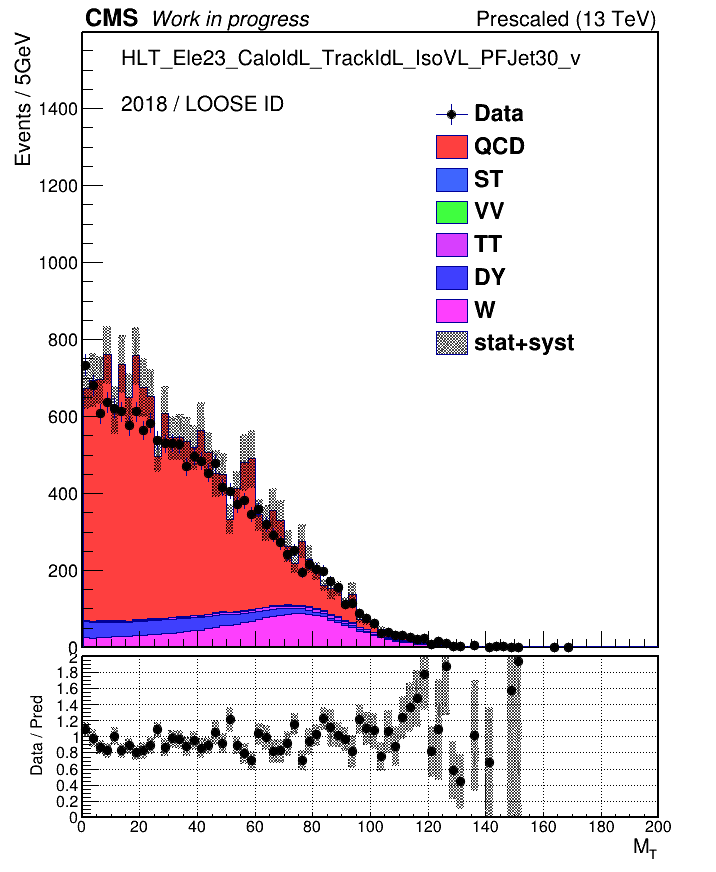 CMS Work in progress Prescaled (13 TeV)
Events / 5GeV
HLT_Ele23_CaloIdL_TrackIdL_IsoVL_PFJet30_v
2018 / LOOSE ID
Data
QCD
ST
VV
TT
DY
W
stat+syst
1400
1200
1000
800
600
400
200
0
Data / Pred
2
1.8
1.6
1.4
1.2
1
0.8
0.6
0.4
0.2
0
0 20 40 60 80 100 120 140 160 180 200
M_T